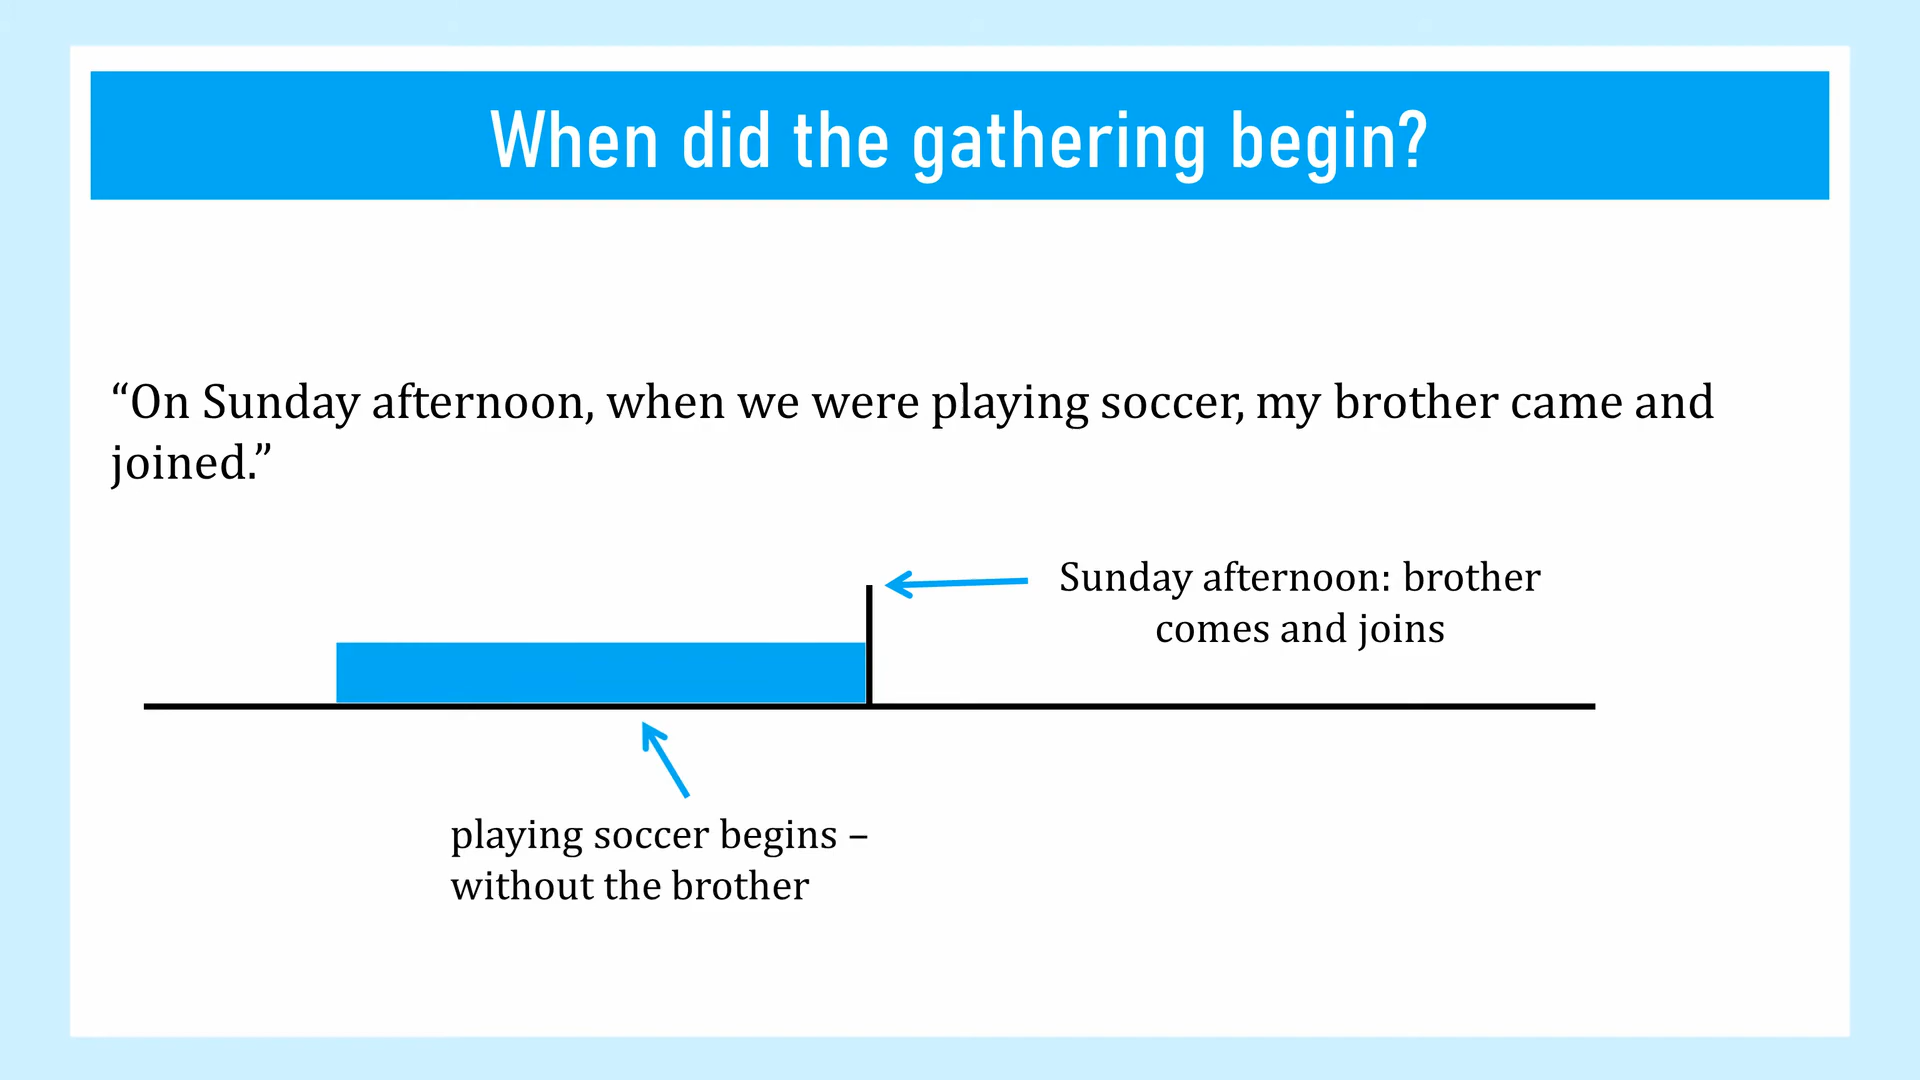 When did the gathering begin?
“On Sunday afternoon, when we were playing soccer, my brother came and
joined.”
Sunday afternoon: brother
comes and joins
playing soccer begins –
without the brother